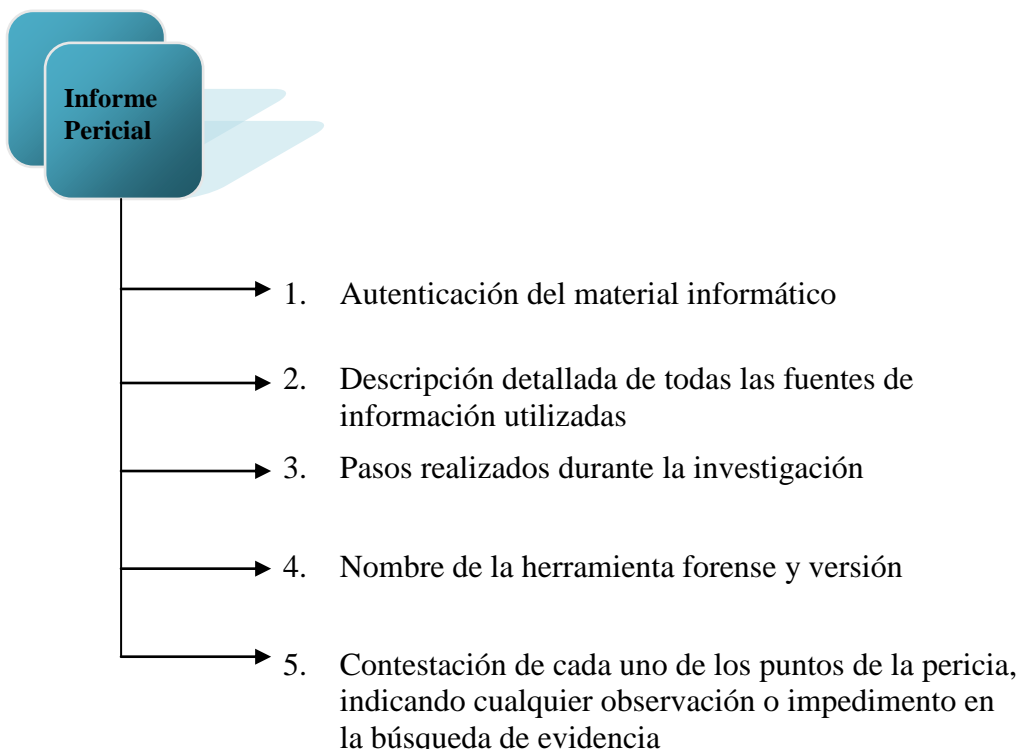 Informe
Pericial
1. Autenticación del material informático
2. Descripción detallada de todas las fuentes de
información utilizadas
3. Pasos realizados durante la investigación
4. Nombre de la herramienta forense y versión
5. Contestación de cada uno de los puntos de la pericia,
indicando cualquier observación o impedimento en
la búsqueda de evidencia